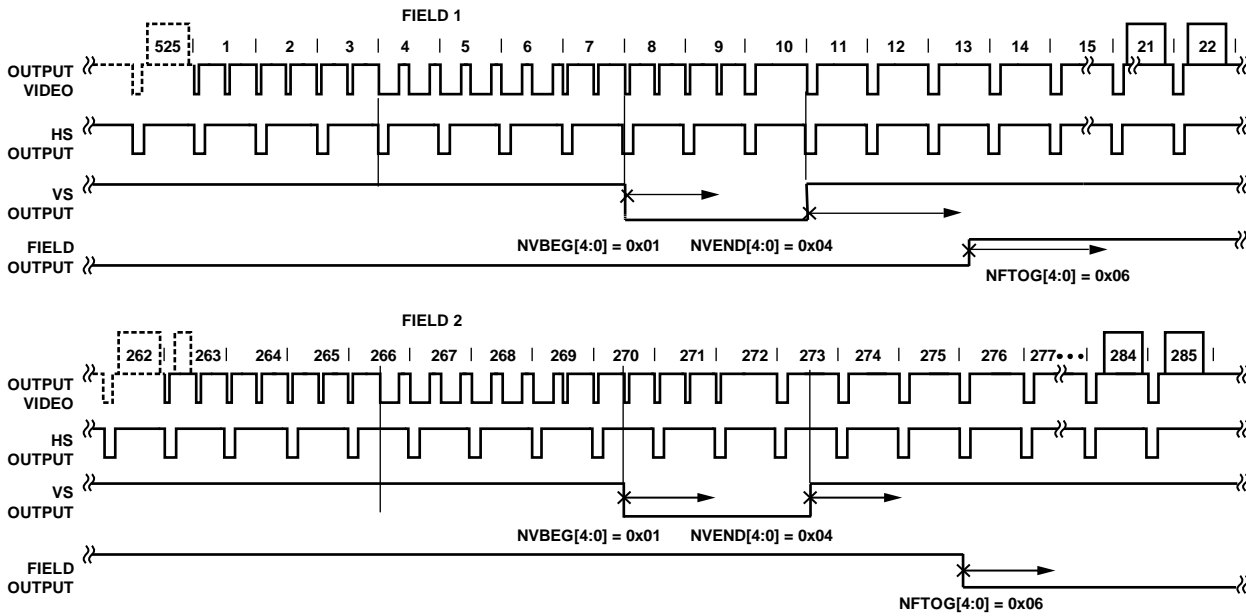 FIELD 1
525 1 2 3 4 5 6 7 8 9 10 11 12 13 14 15 21 22
OUTPUT
VIDEO
HS
OUTPUT
VS
OUTPUT
NVBEG[4:0] = 0x01 NVEND[4:0] = 0x04
FIELD
OUTPUT
NFTOG[4:0] = 0x06
FIELD 2
262 263 264 265 266 267 268 269 270 271 272 273 274 275 276 277 ••• 284 285
OUTPUT
VIDEO
HS
OUTPUT
VS
OUTPUT
NVBEG[4:0] = 0x01 NVEND[4:0] = 0x04
FIELD
OUTPUT
NFTOG[4:0] = 0x06